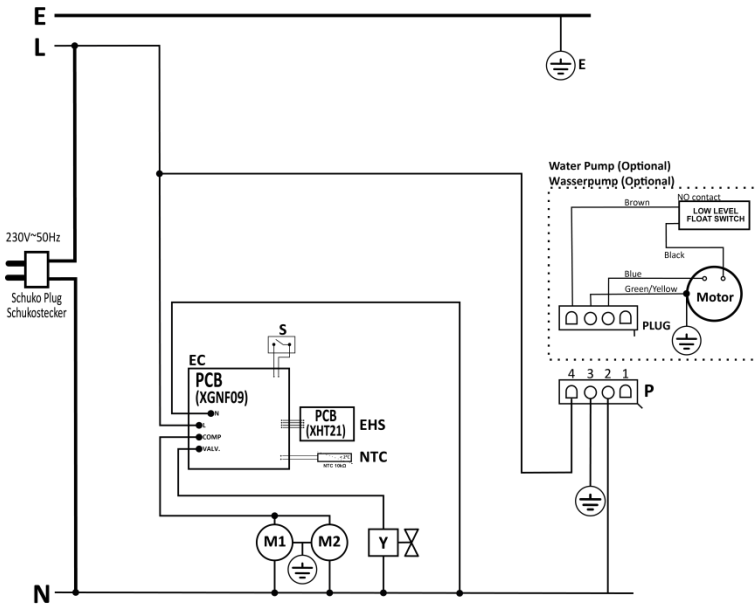 E
L
E
Water Pump (Optional)
Wasserpump (Optional)
NO contact
Brown
LOW LEVEL
FLOAT SWITCH
Black
Blue
Green/Yellow
Motor
PLUG
230V~50Hz
Schuko Plug
Schukostecker
S
EC
PCB
(XGNF09)
N
L
COMP
VALV.
PCB
(XHT21)
EHS
NTC
NTC 10kΩ
4 3 2 1
P
M1
M2
Y
N